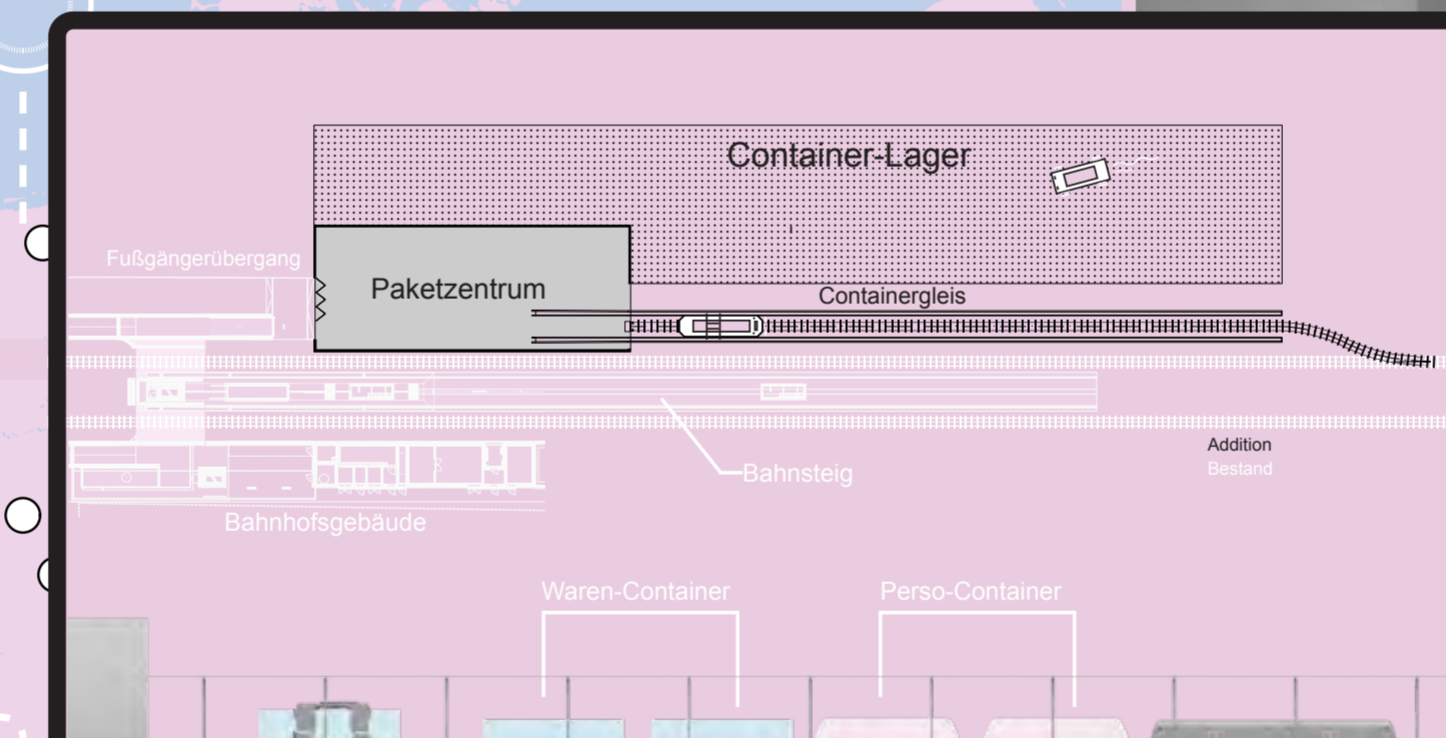 Container-Lager
Fußgängerübergang
Paketzentrum
Containergleis
Addition
Bestand
Bahnsteig
Bahnhofsgebäude
Waren-Container
Perso-Container